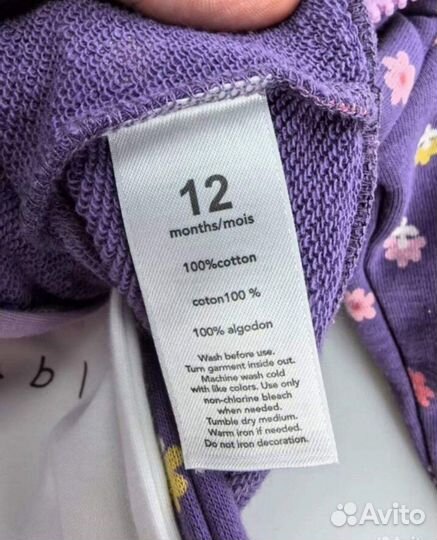 12
months/mois
100%cotton
coton100 %
100% algodon
Wash before use.
Turn garment inside out.
Machine wash cold
with like colors. Use only
non-chlorine bleach
when needed.
Tumble dry medium.
Warm iron if needed.
Do not iron decoration.
Avito